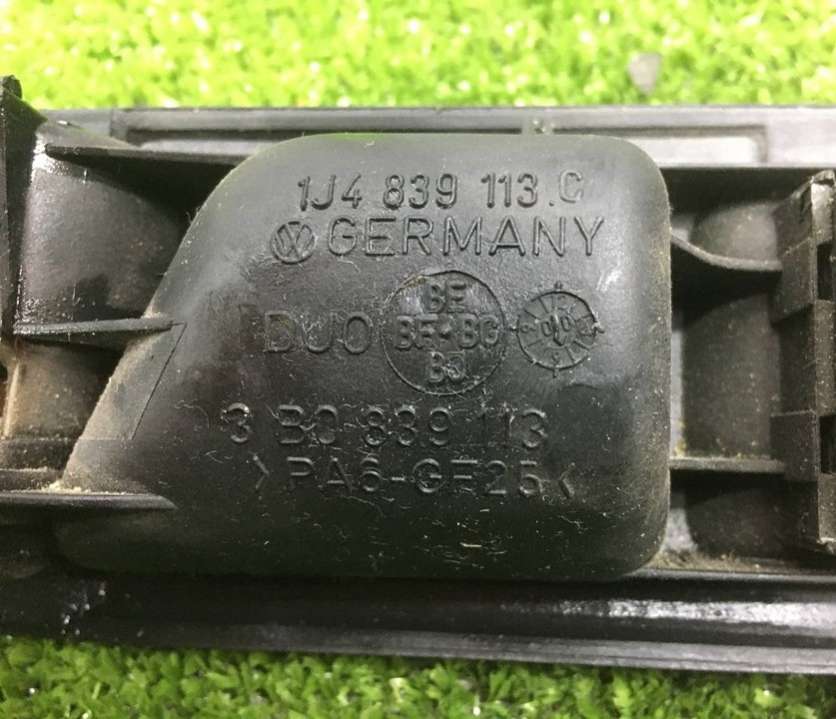 1J4 839 113 C
GERMANY
DUO
BE
BF-BG
BJ
3 B0 839 113
>PA6-GF25<